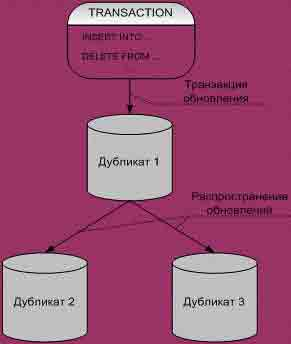 TRANSACTION
INSERT INTO ...
DELETE FROM ...
Транзакция
обновления
Дубликат 1
Распространение
обновлений
Дубликат 2
Дубликат 3